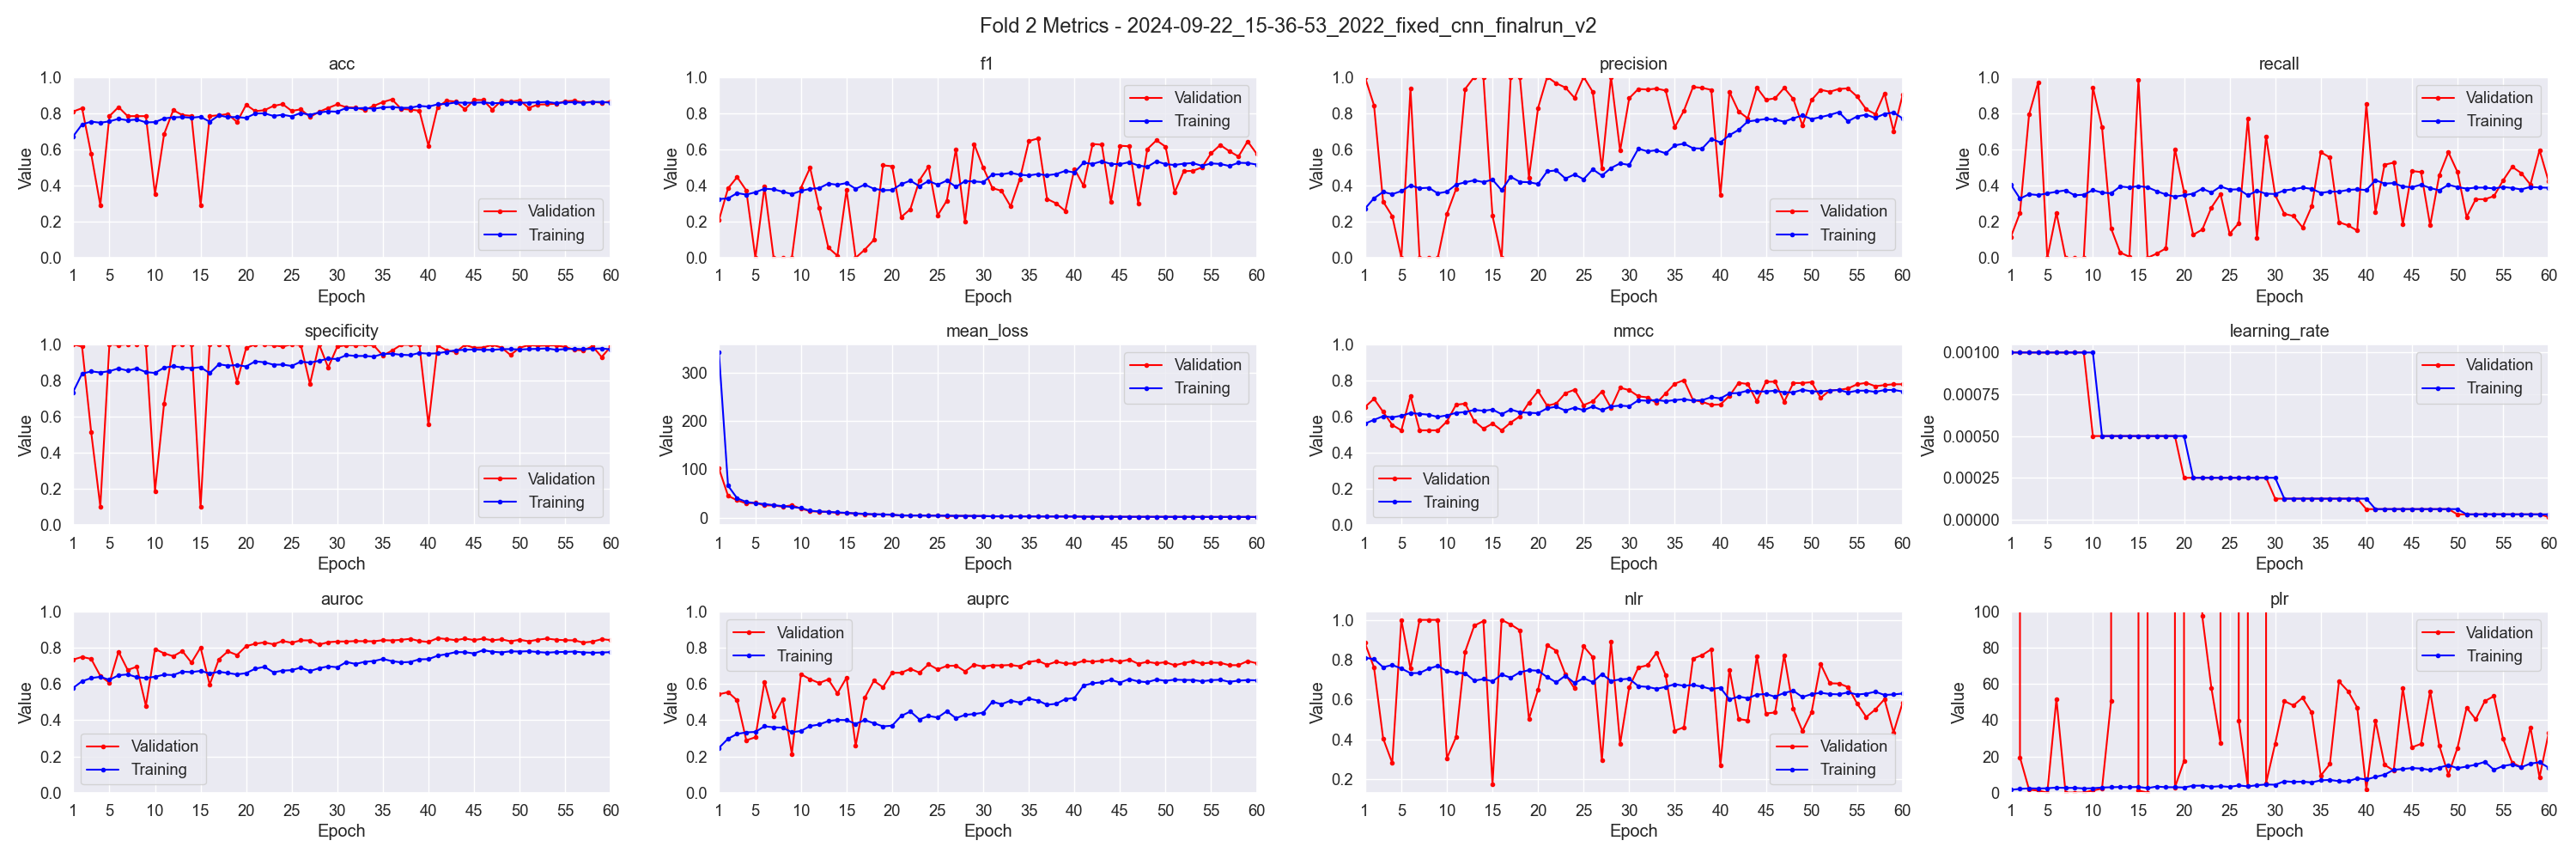 Fold 2 Metrics - 2024-09-22_15-36-53_2022_fixed_cnn_finalrun_v2
acc
Value
1.0
0.8
0.6
0.4
0.2
0.0
Validation
Training
1 5 10 15 20 25 30 35 40 45 50 55 60
Epoch
f1
Value
1.0
0.8
0.6
0.4
0.2
0.0
Validation
Training
1 5 10 15 20 25 30 35 40 45 50 55 60
Epoch
precision
Value
1.0
0.8
0.6
0.4
0.2
0.0
Validation
Training
1 5 10 15 20 25 30 35 40 45 50 55 60
Epoch
recall
Value
1.0
0.8
0.6
0.4
0.2
0.0
Validation
Training
1 5 10 15 20 25 30 35 40 45 50 55 60
Epoch
specificity
Value
1.0
0.8
0.6
0.4
0.2
0.0
Validation
Training
1 5 10 15 20 25 30 35 40 45 50 55 60
Epoch
mean_loss
Value
300
200
100
0
Validation
Training
1 5 10 15 20 25 30 35 40 45 50 55 60
Epoch
nmcc
Value
1.0
0.8
0.6
0.4
0.2
0.0
Validation
Training
1 5 10 15 20 25 30 35 40 45 50 55 60
Epoch
learning_rate
Value
0.00100
0.00075
0.00050
0.00025
0.00000
Validation
Training
1 5 10 15 20 25 30 35 40 45 50 55 60
Epoch
auroc
Value
1.0
0.8
0.6
0.4
0.2
0.0
Validation
Training
1 5 10 15 20 25 30 35 40 45 50 55 60
Epoch
auprc
Value
1.0
0.8
0.6
0.4
0.2
0.0
Validation
Training
1 5 10 15 20 25 30 35 40 45 50 55 60
Epoch
nlr
Value
1.0
0.8
0.6
0.4
0.2
Validation
Training
1 5 10 15 20 25 30 35 40 45 50 55 60
Epoch
plr
Value
100
80
60
40
20
0
Validation
Training
1 5 10 15 20 25 30 35 40 45 50 55 60
Epoch